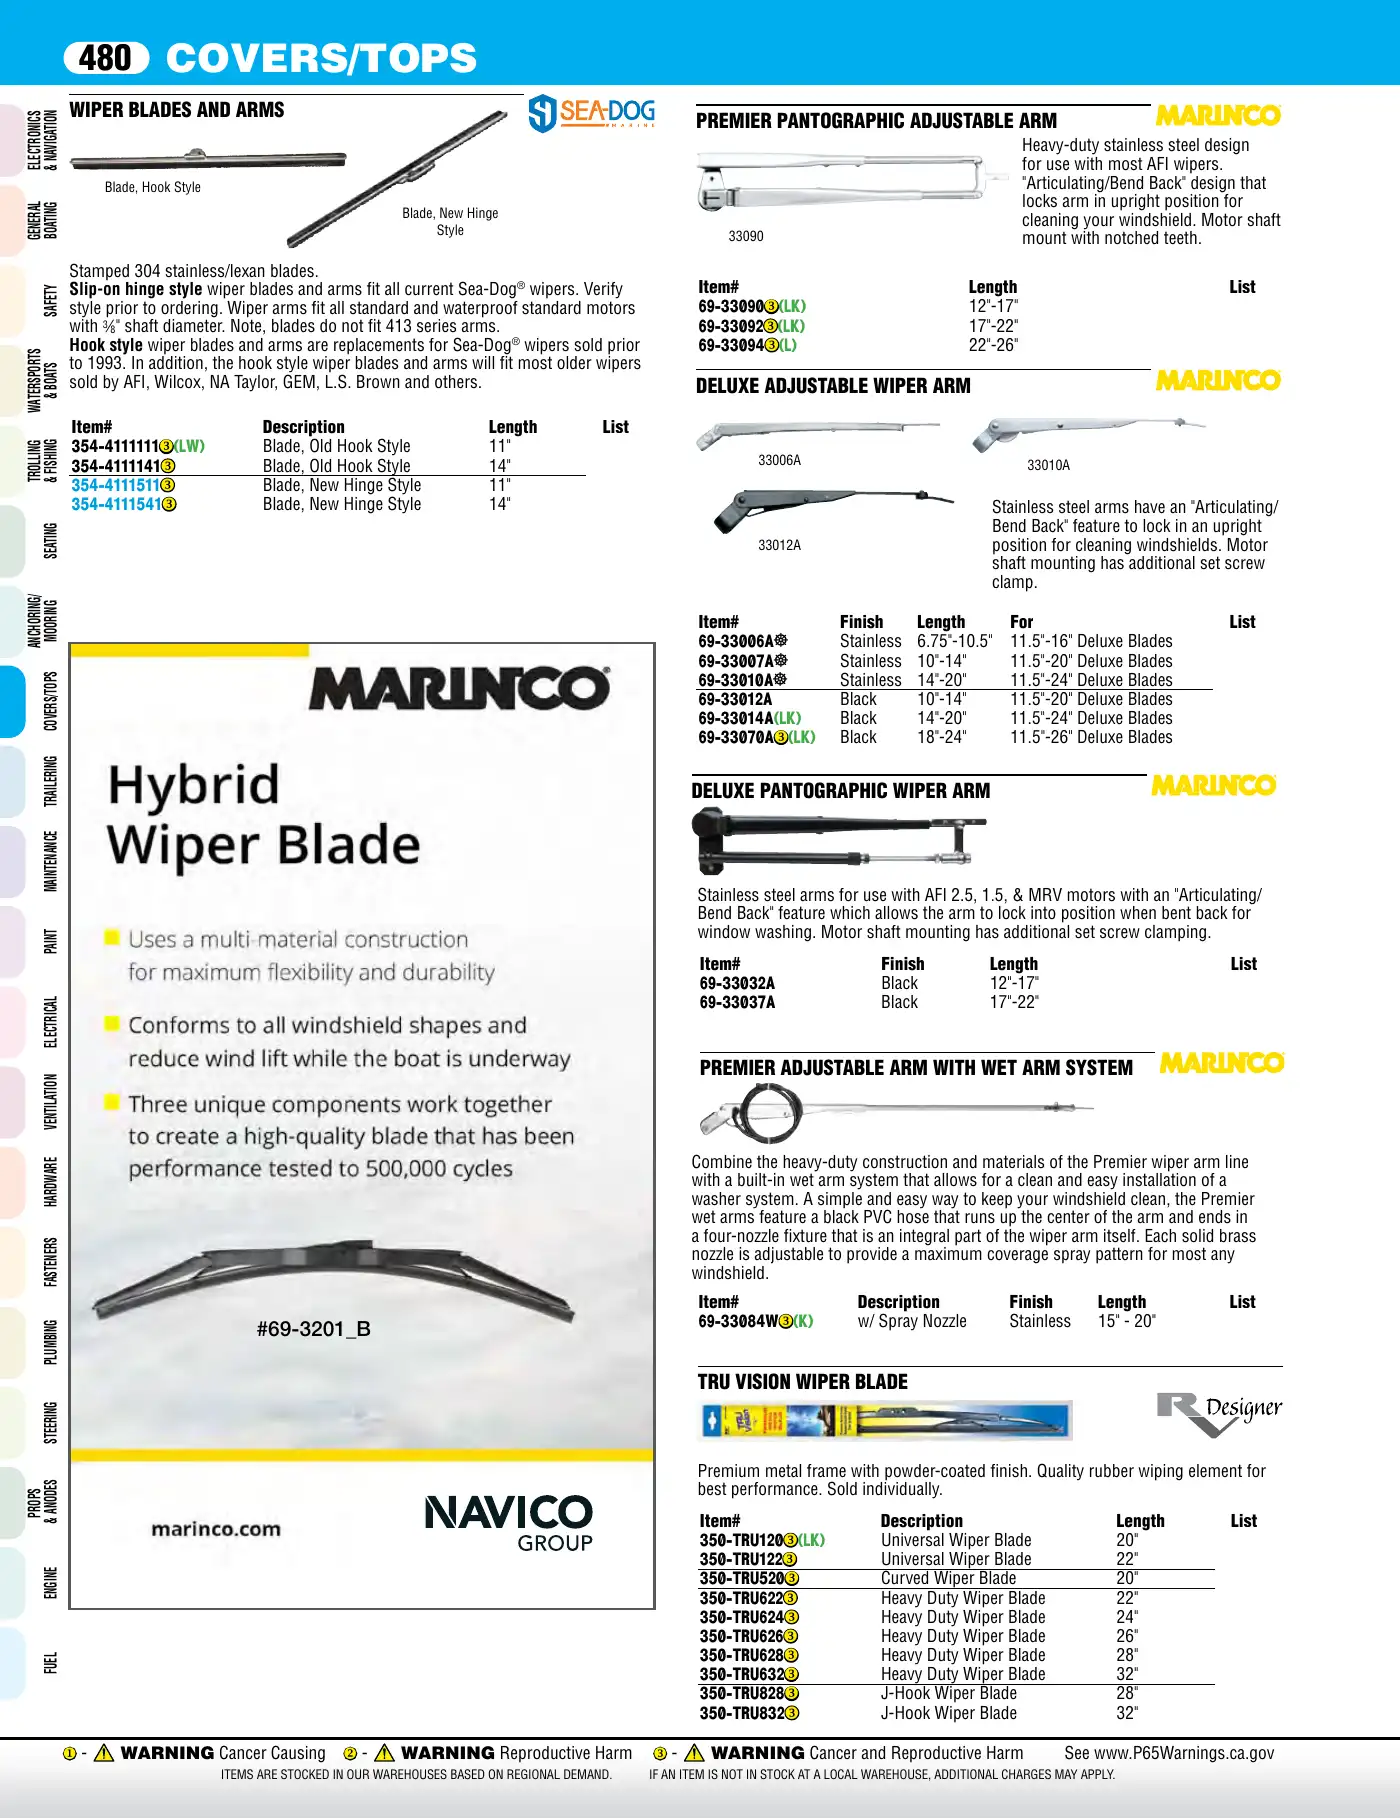 480 COVERS/TOPS
ELECTRONICS
& NAVIGATION
GENERAL
BOATING
SAFETY
WATERSPORTS
& BOATS
TROLLING
& FISHING
SEATING
ANCHORING/
MOORING
COVERS/TOPS
TRAILERING
MAINTENANCE
PAINT
ELECTRICAL
VENTILATION
HARDWARE
FASTENERS
PLUMBING
STEERING
PROPS
& ANODES
ENGINE
FUEL
WIPER BLADES AND ARMS
SEA-DOG
MARINE
Blade, Hook Style
Blade, New Hinge
Style
Stamped 304 stainless/lexan blades.
Slip-on hinge style wiper blades and arms fit all current Sea-Dog® wipers. Verify
style prior to ordering. Wiper arms fit all standard and waterproof standard motors
with ⅜" shaft diameter. Note, blades do not fit 413 series arms.
Hook style wiper blades and arms are replacements for Sea-Dog® wipers sold prior
to 1993. In addition, the hook style wiper blades and arms will fit most older wipers
sold by AFI, Wilcox, NA Taylor, GEM, L.S. Brown and others.
Item# Description Length List
354-4111111③(LW) Blade, Old Hook Style 11"
354-4111141③ Blade, Old Hook Style 14"
354-4111511③ Blade, New Hinge Style 11"
354-4111541③ Blade, New Hinge Style 14"
MARINCO®
Hybrid
Wiper Blade
Uses a multi-material construction
for maximum flexibility and durability
Conforms to all windshield shapes and
reduce wind lift while the boat is underway
Three unique components work together
to create a high-quality blade that has been
performance tested to 500,000 cycles
#69-3201_B
marinco.com
NAVICO
GROUP
PREMIER PANTOGRAPHIC ADJUSTABLE ARM
MARINCO
Heavy-duty stainless steel design
for use with most AFI wipers.
"Articulating/Bend Back" design that
locks arm in upright position for
cleaning your windshield. Motor shaft
mount with notched teeth.
33090
Item# Length List
69-33090③(LK) 12"-17"
69-33092③(LK) 17"-22"
69-33094③(L) 22"-26"
DELUXE ADJUSTABLE WIPER ARM
MARINCO
33006A
33010A
33012A
Stainless steel arms have an "Articulating/
Bend Back" feature to lock in an upright
position for cleaning windshields. Motor
shaft mounting has additional set screw
clamp.
Item# Finish Length For List
69-33006A Stainless 6.75"-10.5" 11.5"-16" Deluxe Blades
69-33007A Stainless 10"-14" 11.5"-20" Deluxe Blades
69-33010A Stainless 14"-20" 11.5"-24" Deluxe Blades
69-33012A Black 10"-14" 11.5"-20" Deluxe Blades
69-33014A(LK) Black 14"-20" 11.5"-24" Deluxe Blades
69-33070A③(LK) Black 18"-24" 11.5"-26" Deluxe Blades
DELUXE PANTOGRAPHIC WIPER ARM
MARINCO
Stainless steel arms for use with AFI 2.5, 1.5, & MRV motors with an "Articulating/
Bend Back" feature which allows the arm to lock into position when bent back for
window washing. Motor shaft mounting has additional set screw clamping.
Item# Finish Length List
69-33032A Black 12"-17"
69-33037A Black 17"-22"
PREMIER ADJUSTABLE ARM WITH WET ARM SYSTEM
MARINCO
Combine the heavy-duty construction and materials of the Premier wiper arm line
with a built-in wet arm system that allows for a clean and easy installation of a
washer system. A simple and easy way to keep your windshield clean, the Premier
wet arms feature a black PVC hose that runs up the center of the arm and ends in
a four-nozzle fixture that is an integral part of the wiper arm itself. Each solid brass
nozzle is adjustable to provide a maximum coverage spray pattern for most any
windshield.
Item# Description Finish Length List
69-33084W③(K) w/ Spray Nozzle Stainless 15" - 20"
TRU VISION WIPER BLADE
RV Designer
Premium metal frame with powder-coated finish. Quality rubber wiping element for
best performance. Sold individually.
Item# Description Length List
350-TRU120③(LK) Universal Wiper Blade 20"
350-TRU122③ Universal Wiper Blade 22"
350-TRU520③ Curved Wiper Blade 20"
350-TRU622③ Heavy Duty Wiper Blade 22"
350-TRU624③ Heavy Duty Wiper Blade 24"
350-TRU626③ Heavy Duty Wiper Blade 26"
350-TRU628③ Heavy Duty Wiper Blade 28"
350-TRU632③ Heavy Duty Wiper Blade 32"
350-TRU828③ J-Hook Wiper Blade 28"
350-TRU832③ J-Hook Wiper Blade 32"
① - ⚠ WARNING Cancer Causing ② - ⚠ WARNING Reproductive Harm ③ - ⚠ WARNING Cancer and Reproductive Harm See www.P65Warnings.ca.gov
ITEMS ARE STOCKED IN OUR WAREHOUSES BASED ON REGIONAL DEMAND. IF AN ITEM IS NOT IN STOCK AT A LOCAL WAREHOUSE, ADDITIONAL CHARGES MAY APPLY.